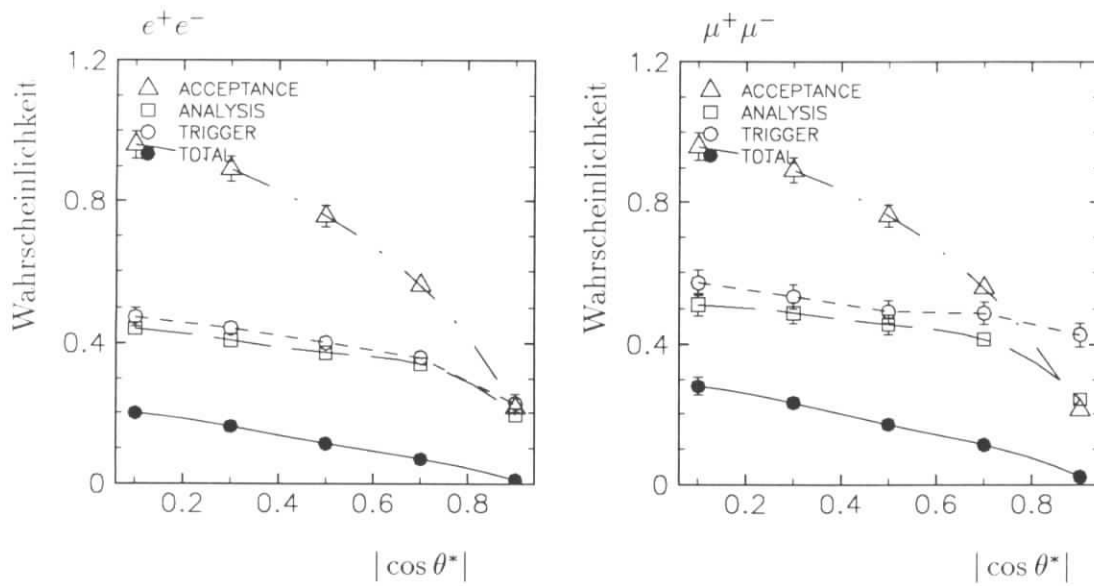 e⁺e⁻
Wahrscheinlichkeit
1.2
0.8
0.4
0
ACCEPTANCE
ANALYSIS
TRIGGER
TOTAL
0.2 0.4 0.6 0.8
| cos θ* |
μ⁺μ⁻
Wahrscheinlichkeit
1.2
0.8
0.4
0
ACCEPTANCE
ANALYSIS
TRIGGER
TOTAL
0.2 0.4 0.6 0.8
| cos θ* |